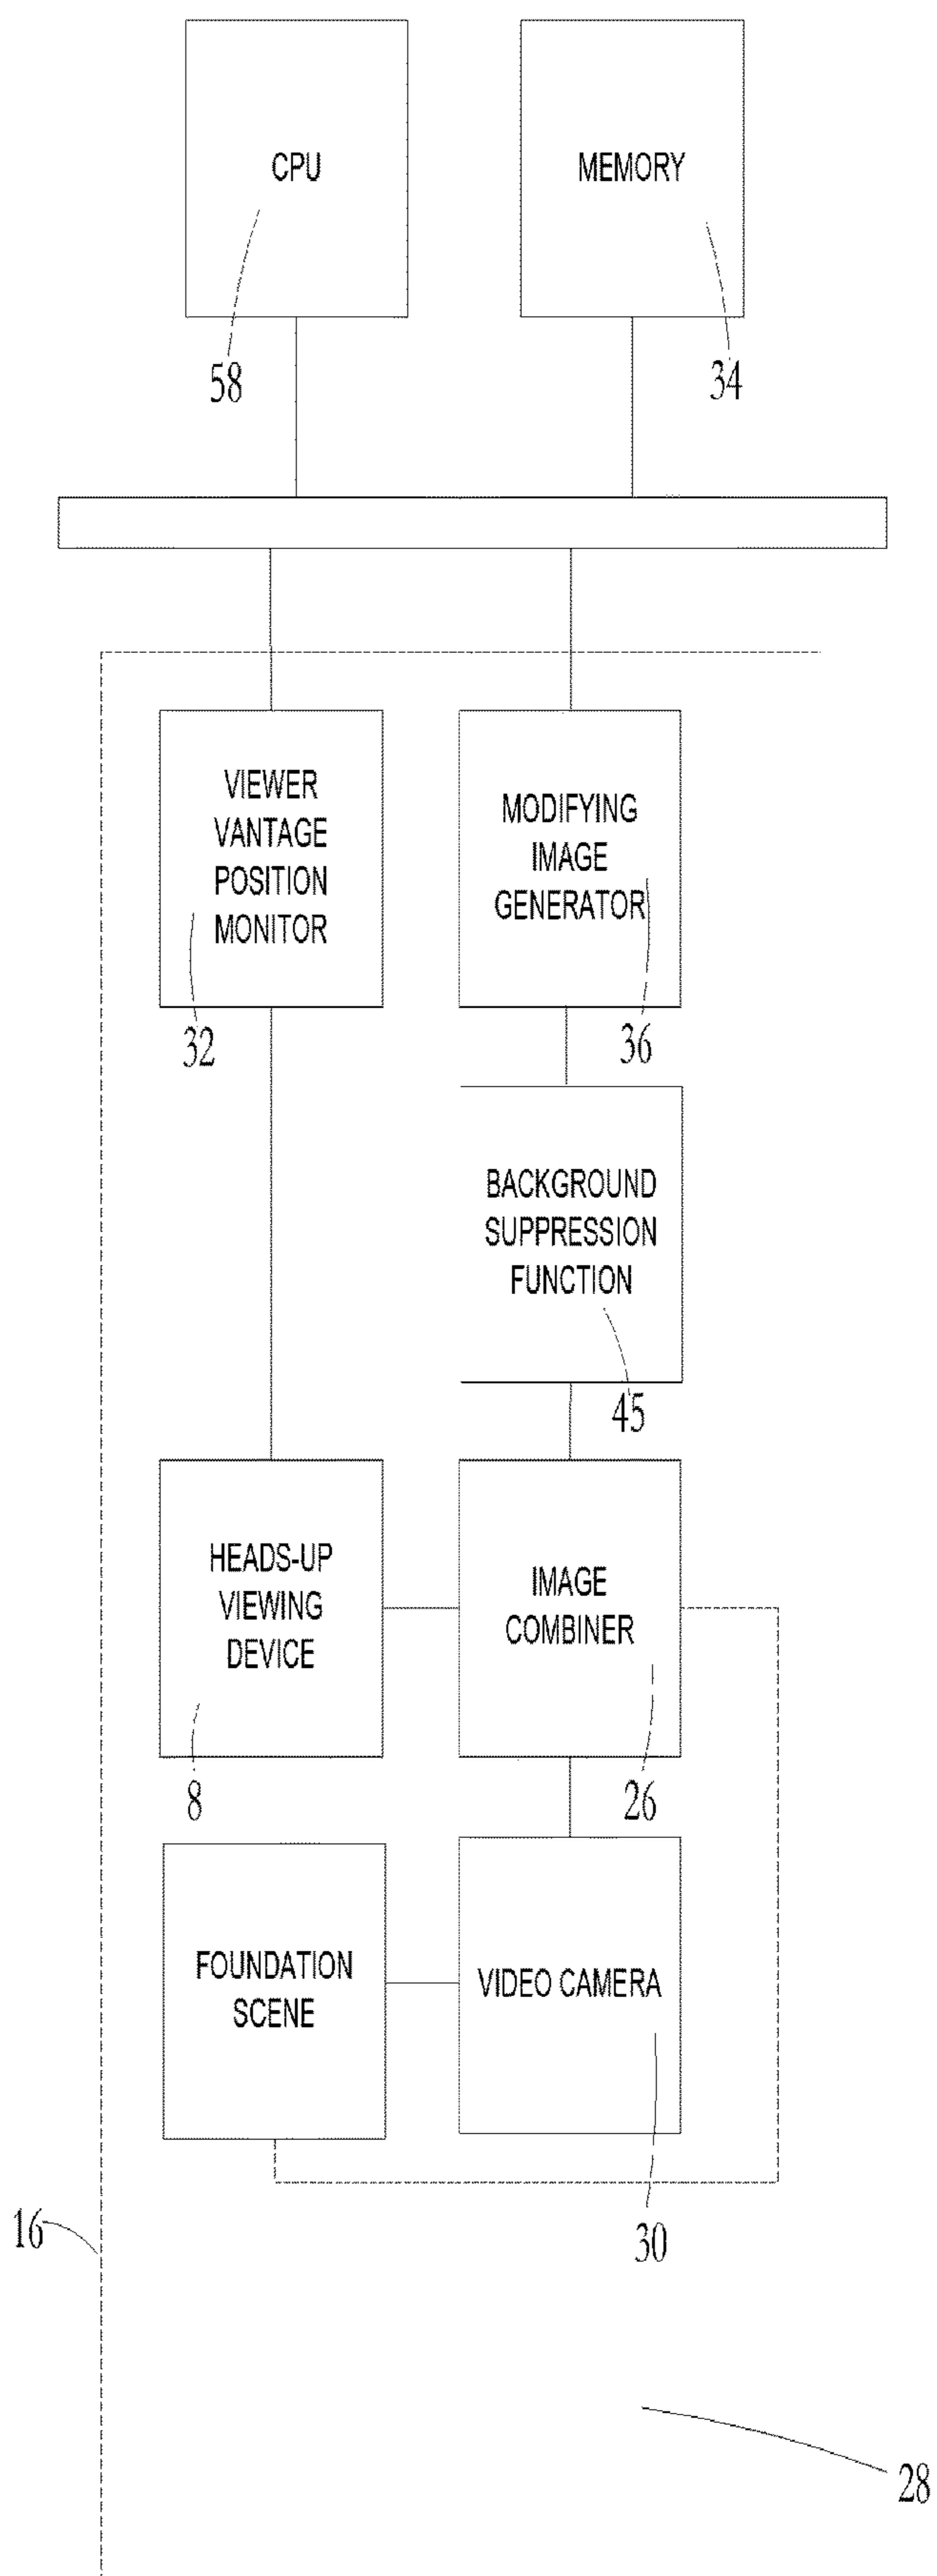 CPU
MEMORY
58
34
VIEWER
VANTAGE
POSITION
MONITOR
MODIFYING
IMAGE
GENERATOR
32
36
BACKGROUND
SUPPRESSION
FUNCTION
45
HEADS-UP
VIEWING
DEVICE
IMAGE
COMBINER
8
26
FOUNDATION
SCENE
VIDEO CAMERA
16
30
28